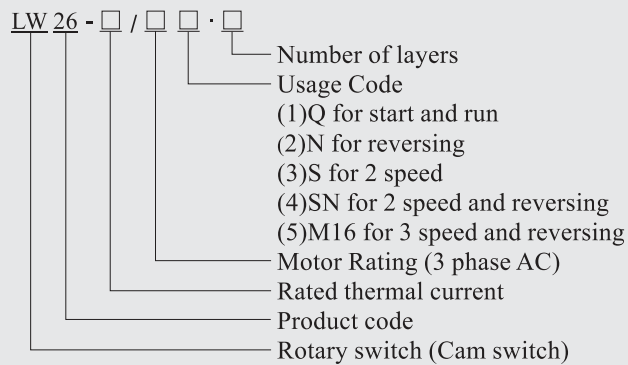 LW 26 - □ / □ □ · □
Number of layers
Usage Code
(1)Q for start and run
(2)N for reversing
(3)S for 2 speed
(4)SN for 2 speed and reversing
(5)M16 for 3 speed and reversing
Motor Rating (3 phase AC)
Rated thermal current
Product code
Rotary switch (Cam switch)